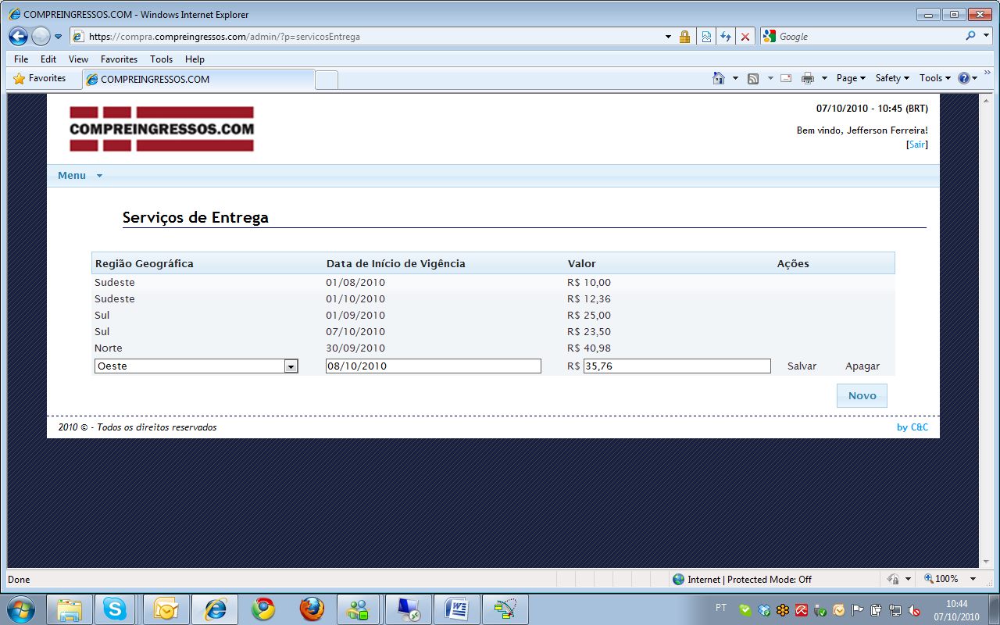 COMPREINGRESSOS.COM - Windows Internet Explorer
https://compra.compreingressos.com/admin/?p=servicosEntrega
Google
File Edit View Favorites Tools Help
Favorites COMPREINGRESSOS.COM Page Safety Tools
COMPREINGRESSOS.COM
07/10/2010 - 10:45 (BRT)
Bem vindo, Jefferson Ferreira!
[Sair]
Menu
Serviços de Entrega
Região Geográfica Data de Início de Vigência Valor Ações
Sudeste 01/08/2010 R$ 10,00
Sudeste 01/10/2010 R$ 12,36
Sul 01/09/2010 R$ 25,00
Sul 07/10/2010 R$ 23,50
Norte 30/09/2010 R$ 40,98
Oeste 08/10/2010 R$ 35,76 Salvar Apagar
Novo
2010 © - Todos os direitos reservados by C&C
Done Internet | Protected Mode: Off 100%
PT 10:44
07/10/2010